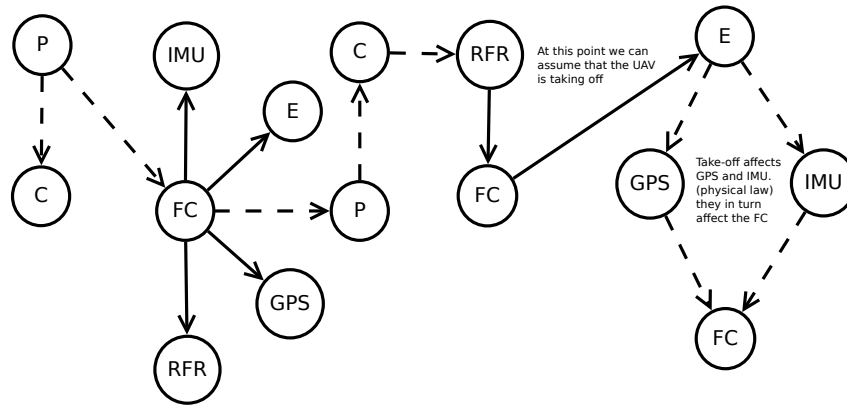 P
IMU
C
RFR
At this point we can
assume that the UAV
is taking off
E
E
C
FC
P
FC
GPS
Take-off affects
GPS and IMU.
(physical law)
they in turn
affect the FC
IMU
GPS
RFR
FC